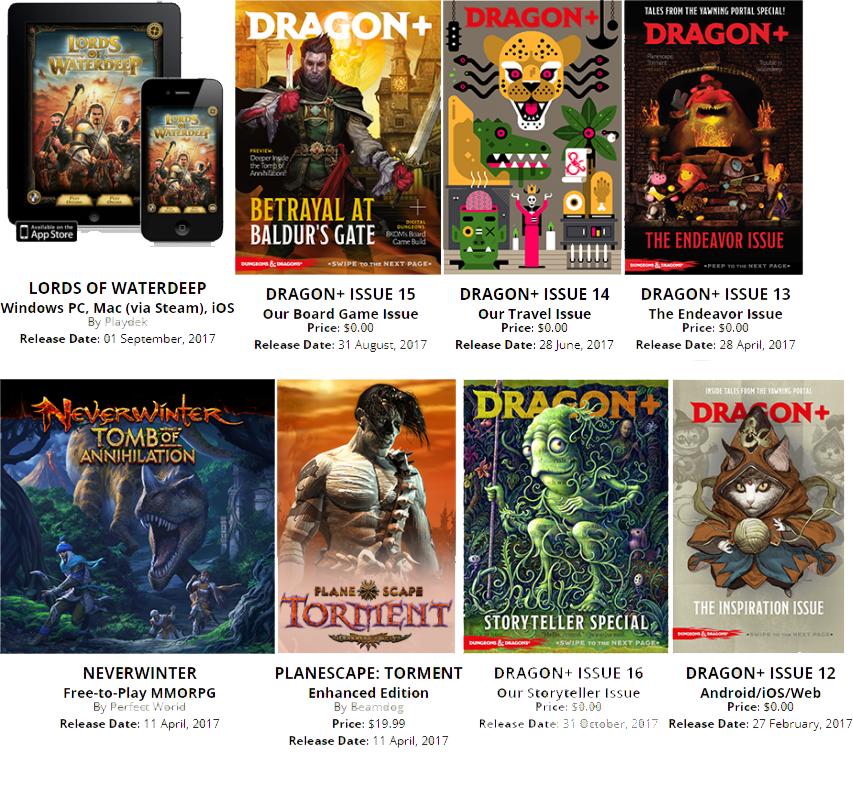 LORDS
OF
WATERDEEP
LORDS
OF
WATERDEEP
Available on the
App Store
LORDS OF WATERDEEP
Windows PC, Mac (via Steam), iOS
By Playdek
Release Date: 01 September, 2017
DRAGON+
PREVIEW:
Deeper Inside
the Tomb of
Annihilation!
BETRAYAL AT
BALDUR'S GATE
DIGITAL
DUNGEONS
BKOM's Board
Game Build
DUNGEONS & DRAGONS
SWIPE TO THE NEXT PAGE
DRAGON+ ISSUE 15
Our Board Game Issue
Price: $0.00
Release Date: 31 August, 2017
DRAGON+
DRAGON+ ISSUE 14
Our Travel Issue
Price: $0.00
Release Date: 28 June, 2017
TALES FROM THE YAWNING PORTAL SPECIAL!
DRAGON+
Planescape:
Torment
Trouble in
Waterdeep
THE ENDEAVOR ISSUE
DUNGEONS & DRAGONS
PEEP TO THE NEXT PAGE
DRAGON+ ISSUE 13
The Endeavor Issue
Price: $0.00
Release Date: 28 April, 2017
NEVERWINTER
TOMB OF
ANNIHILATION
NEVERWINTER
Free-to-Play MMORPG
By Perfect World
Release Date: 11 April, 2017
PLANESCAPE
TORMENT
PLANESCAPE: TORMENT
Enhanced Edition
By Beamdog
Price: $19.99
Release Date: 11 April, 2017
DRAGON+
STORYTELLER SPECIAL
DUNGEONS & DRAGONS
SWIPE TO THE NEXT PAGE
DRAGON+ ISSUE 16
Our Storyteller Issue
Price: $0.00
Release Date: 31 October, 2017
INSIDE TALES FROM THE YAWNING PORTAL
DRAGON+
THE INSPIRATION ISSUE
DUNGEONS & DRAGONS
SWIPE TO THE NEXT PAGE
DRAGON+ ISSUE 12
Android/iOS/Web
Price: $0.00
Release Date: 27 February, 2017